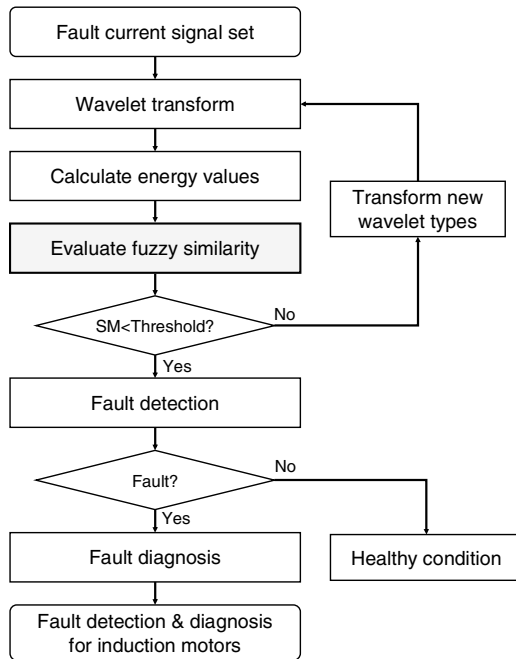 Fault current signal set
Wavelet transform
Calculate energy values
Transform new
wavelet types
Evaluate fuzzy similarity
SM<Threshold?
No
Yes
Fault detection
Fault?
No
Yes
Fault diagnosis
Healthy condition
Fault detection & diagnosis
for induction motors